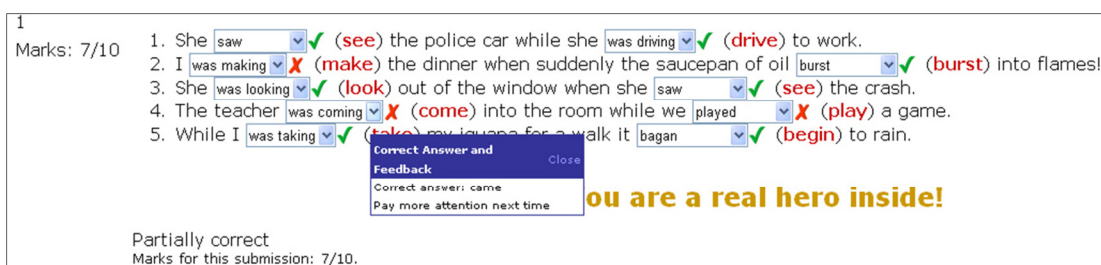 1
Marks: 7/10
1. She saw (see) the police car while she was driving (drive) to work.
2. I was making (make) the dinner when suddenly the saucepan of oil burst (burst) into flames!
3. She was looking (look) out of the window when she saw (see) the crash.
4. The teacher was coming (come) into the room while we played (play) a game.
5. While I was taking (take) my iguana for a walk it bagan (begin) to rain.
Correct Answer and Feedback Close
Correct answer: came
Pay more attention next time
ou are a real hero inside!
Partially correct
Marks for this submission: 7/10.